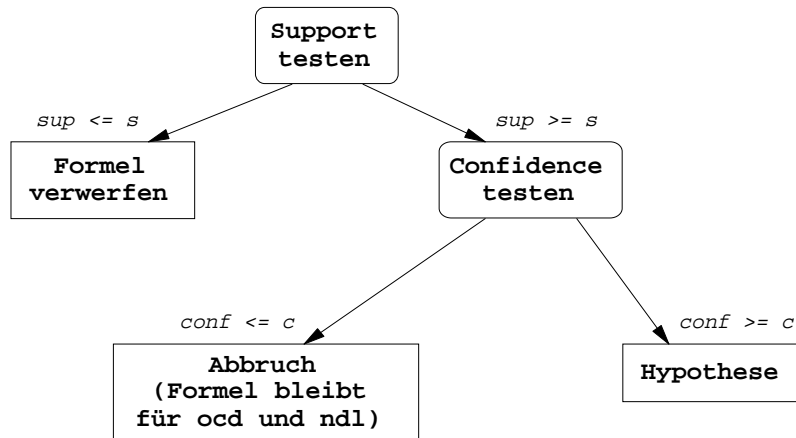 Support
testen
sup <= s
sup >= s
Formel
verwerfen
Confidence
testen
conf <= c
conf >= c
Abbruch
(Formel bleibt
für ocd und ndl)
Hypothese